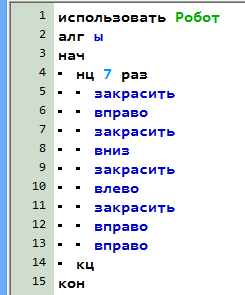 1 использовать Робот
2 алг ы
3 нач
4 ▪ нц 7 раз
5 ▪ ▪ закрасить
6 ▪ ▪ вправо
7 ▪ ▪ закрасить
8 ▪ ▪ вниз
9 ▪ ▪ закрасить
10 ▪ ▪ влево
11 ▪ ▪ закрасить
12 ▪ ▪ вправо
13 ▪ ▪ вправо
14 ▪ кц
15 кон